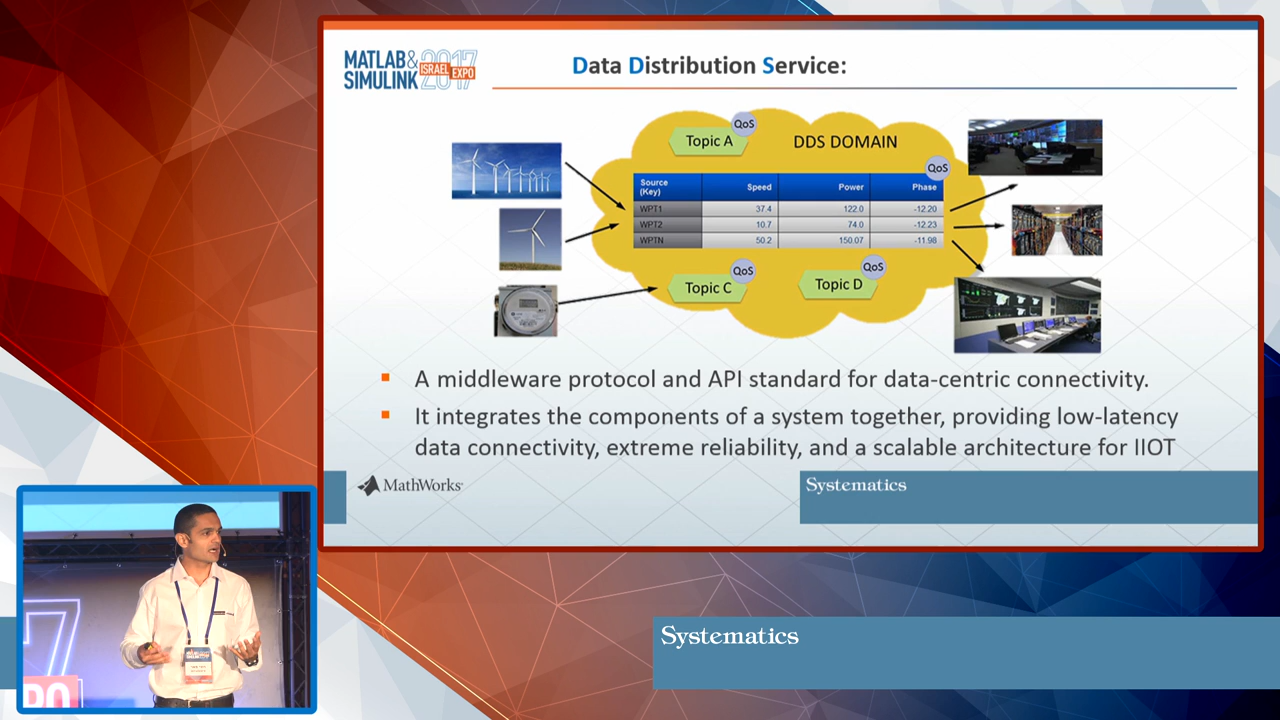 MATLAB&
SIMULINK
2017
ISRAEL EXPO
Data Distribution Service:
Topic A
QoS
DDS DOMAIN
QoS
Source (Key) Speed Power Phase
WPT1 37.4 122.0 -12.20
WPT2 10.7 74.0 -12.23
WPTN 50.2 150.07 -11.98
Topic C
QoS
Topic D
QoS
A middleware protocol and API standard for data-centric connectivity.
It integrates the components of a system together, providing low-latency
data connectivity, extreme reliability, and a scalable architecture for IIOT
MathWorks
Systematics
Systematics